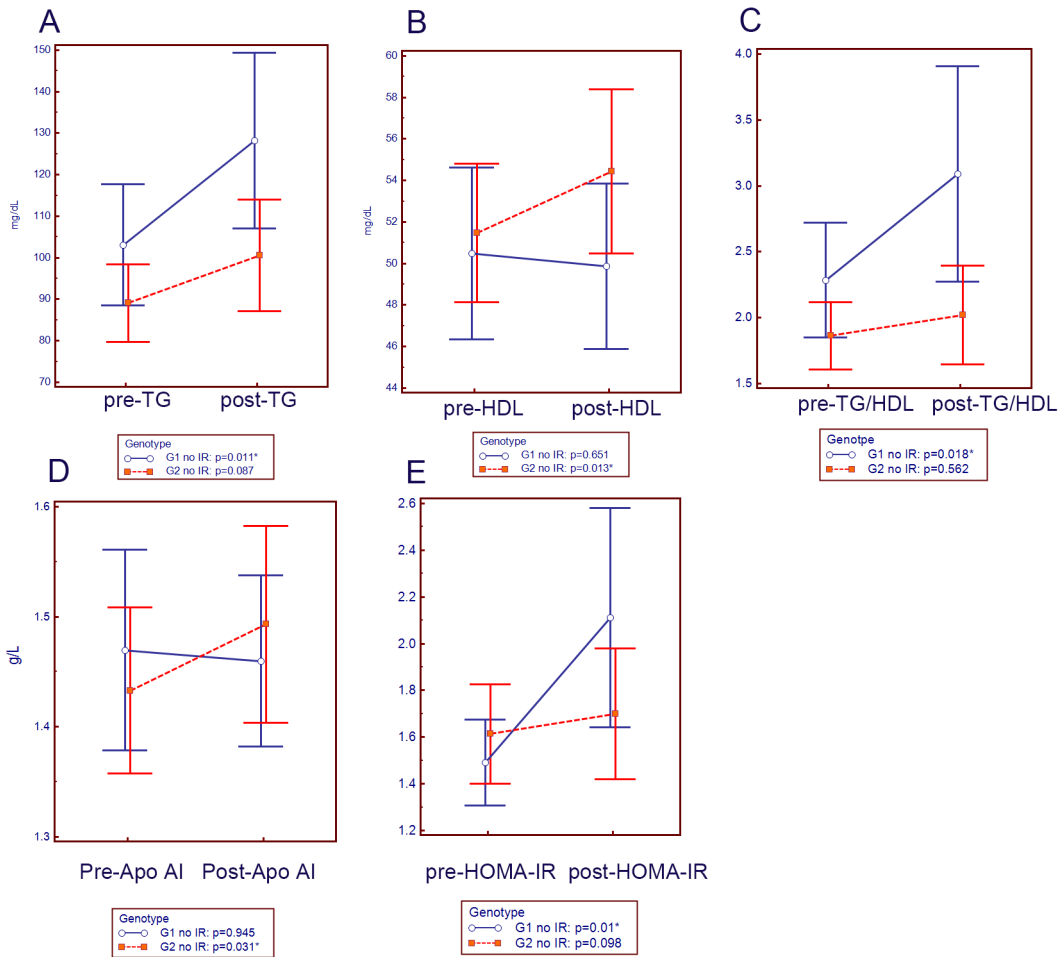 A
150
140
130
120
110
100
90
80
70
mg/dL
pre-TG post-TG
Genotype
G1 no IR: p=0.011*
G2 no IR: p=0.087
B
60
58
56
54
52
50
48
46
44
mg/dL
pre-HDL post-HDL
Genotype
G1 no IR: p=0.651
G2 no IR: p=0.013*
C
4.0
3.5
3.0
2.5
2.0
1.5
pre-TG/HDL post-TG/HDL
Genotpe
G1 no IR: p=0.018*
G2 no IR: p=0.562
D
1.6
1.5
1.4
1.3
g/L
Pre-Apo AI Post-Apo AI
Genotype
G1 no IR: p=0.945
G2 no IR: p=0.031*
E
2.6
2.4
2.2
2.0
1.8
1.6
1.4
1.2
pre-HOMA-IR post-HOMA-IR
Genotype
G1 no IR: p=0.01*
G2 no IR: p=0.098